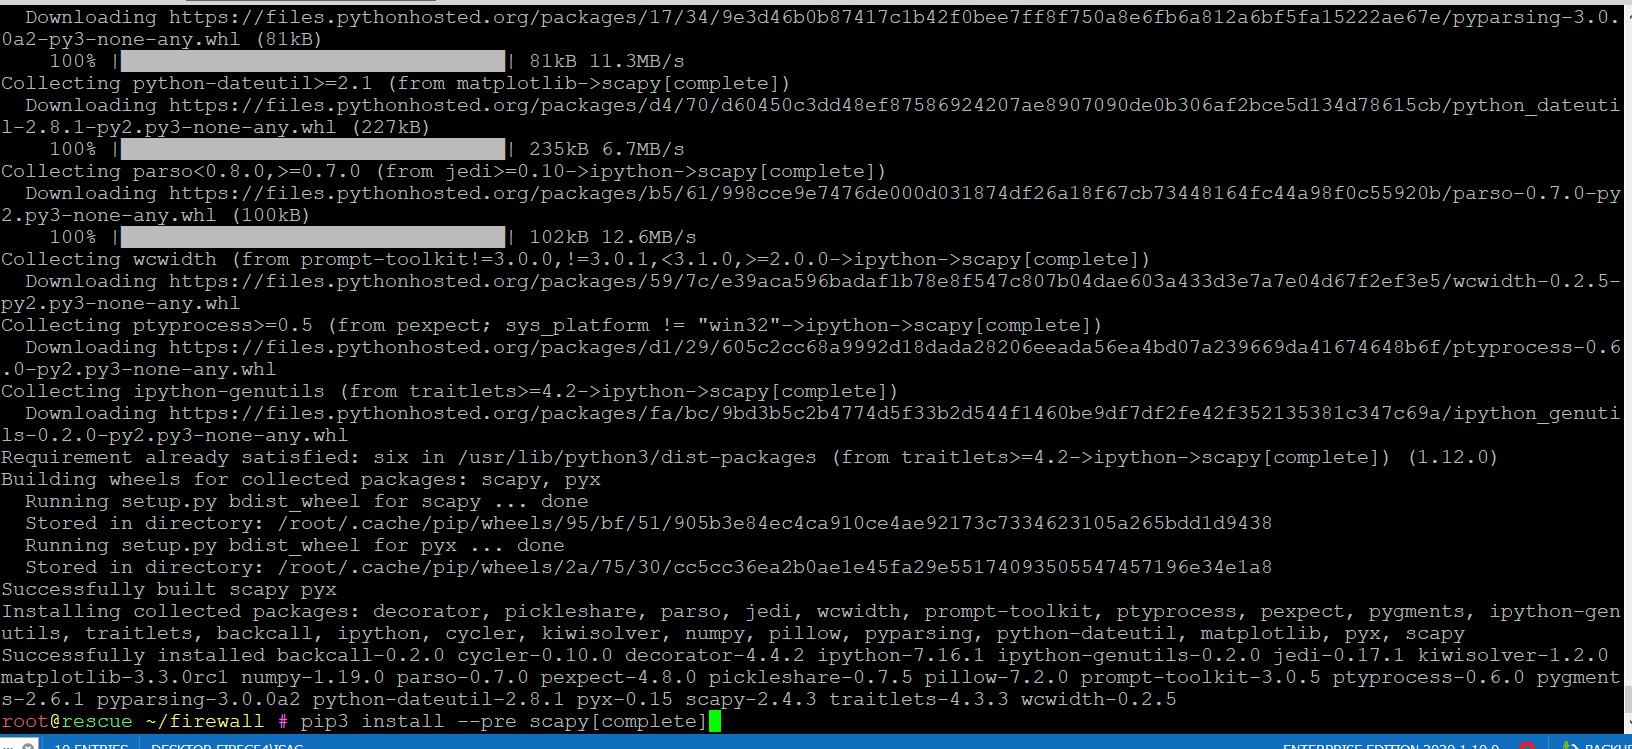 Downloading https://files.pythonhosted.org/packages/17/34/9e3d46b0b87417c1b42f0bee7ff8f750a8e6fb6a812a6bf5fa15222ae67e/pyparsing-3.0.
0a2-py3-none-any.whl (81kB)
    100% |████████████████████████████████| 81kB 11.3MB/s
Collecting python-dateutil>=2.1 (from matplotlib->scapy[complete])
  Downloading https://files.pythonhosted.org/packages/d4/70/d60450c3dd48ef87586924207ae8907090de0b306af2bce5d134d78615cb/python_dateuti
l-2.8.1-py2.py3-none-any.whl (227kB)
    100% |████████████████████████████████| 235kB 6.7MB/s
Collecting parso<0.8.0,>=0.7.0 (from jedi>=0.10->ipython->scapy[complete])
  Downloading https://files.pythonhosted.org/packages/b5/61/998cce9e7476de000d031874df26a18f67cb73448164fc44a98f0c55920b/parso-0.7.0-py
2.py3-none-any.whl (100kB)
    100% |████████████████████████████████| 102kB 12.6MB/s
Collecting wcwidth (from prompt-toolkit!=3.0.0,!=3.0.1,<3.1.0,>=2.0.0->ipython->scapy[complete])
  Downloading https://files.pythonhosted.org/packages/59/7c/e39aca596badaf1b78e8f547c807b04dae603a433d3e7a7e04d67f2ef3e5/wcwidth-0.2.5-
py2.py3-none-any.whl
Collecting ptyprocess>=0.5 (from pexpect; sys_platform != "win32"->ipython->scapy[complete])
  Downloading https://files.pythonhosted.org/packages/d1/29/605c2cc68a9992d18dada28206eeada56ea4bd07a239669da41674648b6f/ptyprocess-0.6
.0-py2.py3-none-any.whl
Collecting ipython-genutils (from traitlets>=4.2->ipython->scapy[complete])
  Downloading https://files.pythonhosted.org/packages/fa/bc/9bd3b5c2b4774d5f33b2d544f1460be9df7df2fe42f352135381c347c69a/ipython_genuti
ls-0.2.0-py2.py3-none-any.whl
Requirement already satisfied: six in /usr/lib/python3/dist-packages (from traitlets>=4.2->ipython->scapy[complete]) (1.12.0)
Building wheels for collected packages: scapy, pyx
  Running setup.py bdist_wheel for scapy ... done
  Stored in directory: /root/.cache/pip/wheels/95/bf/51/905b3e84ec4ca910ce4ae92173c7334623105a265bdd1d9438
  Running setup.py bdist_wheel for pyx ... done
  Stored in directory: /root/.cache/pip/wheels/2a/75/30/cc5cc36ea2b0ae1e45fa29e55174093505547457196e34e1a8
Successfully built scapy pyx
Installing collected packages: decorator, pickleshare, parso, jedi, wcwidth, prompt-toolkit, ptyprocess, pexpect, pygments, ipython-gen
utils, traitlets, backcall, ipython, cycler, kiwisolver, numpy, pillow, pyparsing, python-dateutil, matplotlib, pyx, scapy
Successfully installed backcall-0.2.0 cycler-0.10.0 decorator-4.4.2 ipython-7.16.1 ipython-genutils-0.2.0 jedi-0.17.1 kiwisolver-1.2.0
matplotlib-3.3.0rc1 numpy-1.19.0 parso-0.7.0 pexpect-4.8.0 pickleshare-0.7.5 pillow-7.2.0 prompt-toolkit-3.0.5 ptyprocess-0.6.0 pygment
s-2.6.1 pyparsing-3.0.0a2 python-dateutil-2.8.1 pyx-0.15 scapy-2.4.3 traitlets-4.3.3 wcwidth-0.2.5
root@rescue ~/firewall # pip3 install --pre scapy[complete]
10 ENTRIES